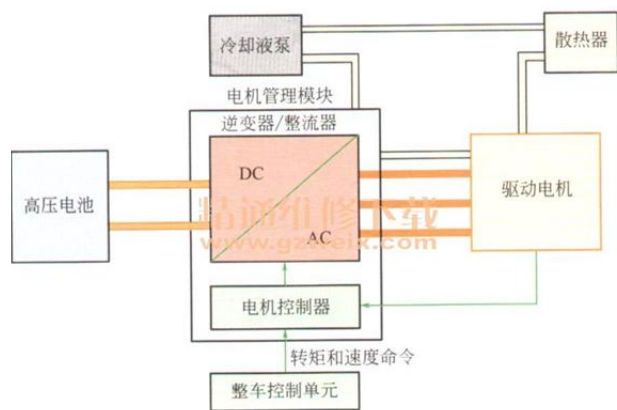 冷却液泵
散热器
电机管理模块
逆变器/整流器
DC
AC
高压电池
驱动电机
精通维修下载
www.gzweix.com
电机控制器
转矩和速度命令
整车控制单元